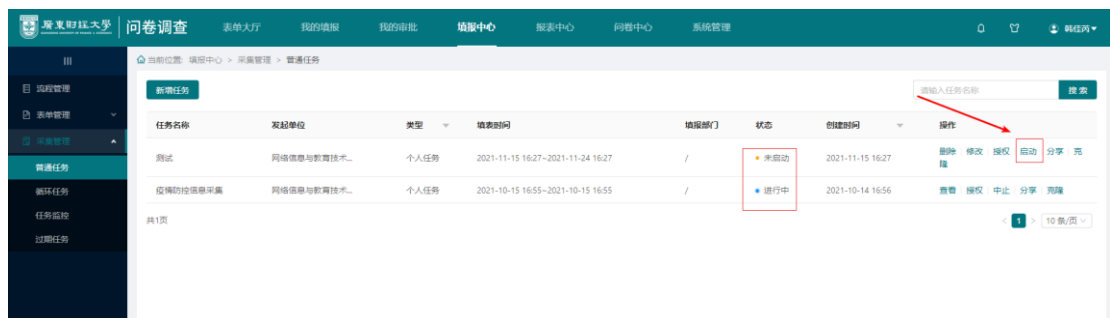 廣東财经大學 问卷调查 表单大厅 我的填报 我的审批 填报中心 报表中心 问卷中心 系统管理 韩佳芮
当前位置: 填报中心 > 采集管理 > 普通任务
流程管理
表单管理
采集管理
普通任务
循环任务
任务监控
过期任务
新增任务 请输入任务名称 搜 索
任务名称 发起单位 类型 填表时间 填报部门 状态 创建时间 操作
测试 网络信息与教育技术... 个人任务 2021-11-15 16:27~2021-11-24 16:27 / 未启动 2021-11-15 16:27 删除 修改 授权 启动 分享 克
隆
疫情防控信息采集 网络信息与教育技术... 个人任务 2021-10-15 16:55~2021-10-15 16:55 / 进行中 2021-10-14 16:56 查看 授权 中止 分享 克隆
共1页 < 1 > 10 条/页